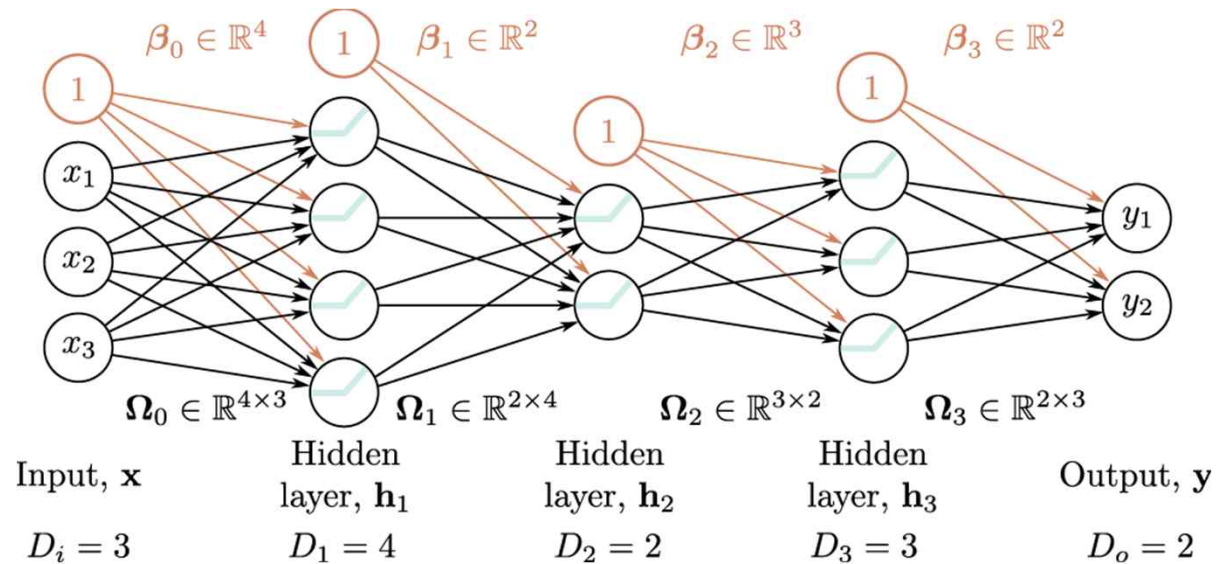 β₀ ∈ ℝ⁴
1
β₁ ∈ ℝ²
β₂ ∈ ℝ³
β₃ ∈ ℝ²
1
1
1
x₁
x₂
x₃
y₁
y₂
Ω₀ ∈ ℝ⁴ˣ³
Ω₁ ∈ ℝ²ˣ⁴
Ω₂ ∈ ℝ³ˣ²
Ω₃ ∈ ℝ²ˣ³
Input, x
Hidden
layer, h₁
Hidden
layer, h₂
Hidden
layer, h₃
Output, y
Dᵢ = 3
D₁ = 4
D₂ = 2
D₃ = 3
Dₒ = 2